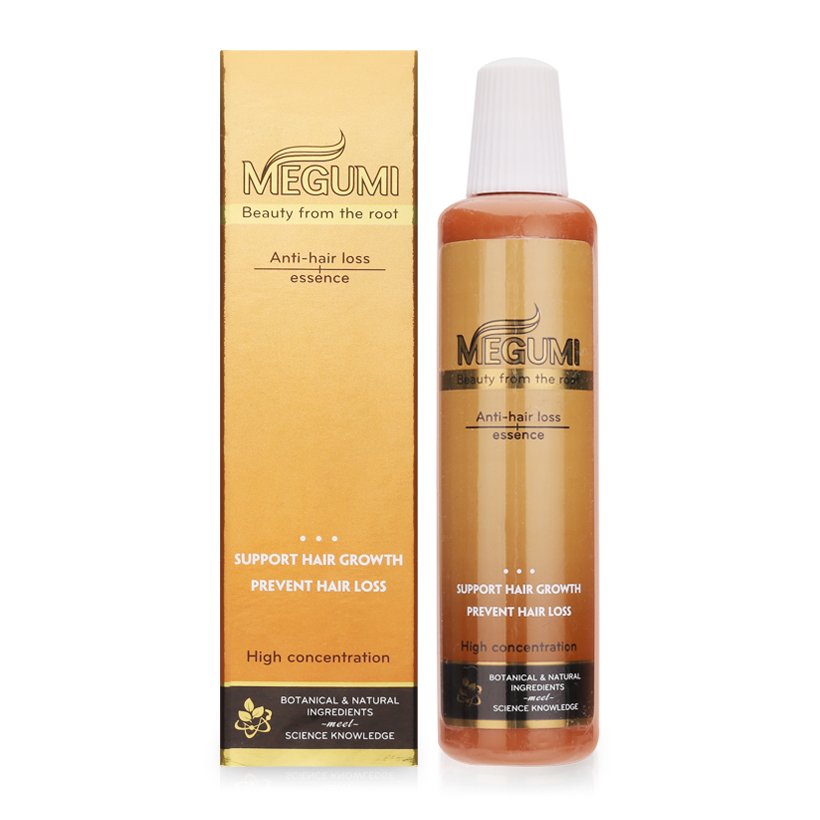 MEGUMI
Beauty from the root
Anti-hair loss
essence
SUPPORT HAIR GROWTH
PREVENT HAIR LOSS
High concentration
BOTANICAL & NATURAL
INGREDIENTS
-meet-
SCIENCE KNOWLEDGE
MEGUMI
Beauty from the root
Anti-hair loss
essence
SUPPORT HAIR GROWTH
PREVENT HAIR LOSS
High concentration
BOTANICAL & NATURAL
INGREDIENTS
-meet-
SCIENCE KNOWLEDGE